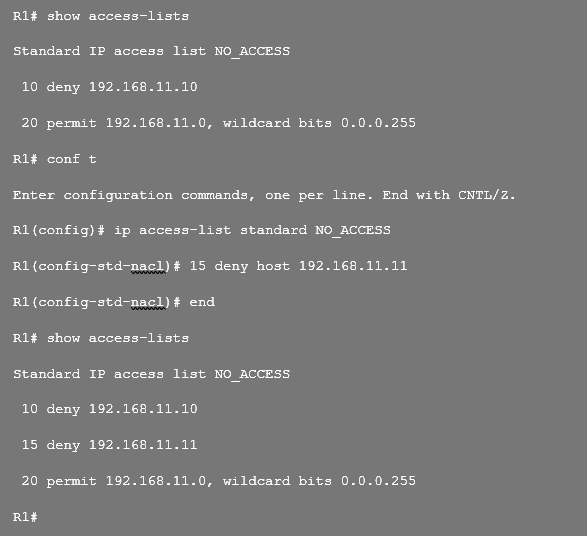 R1# show access-lists
Standard IP access list NO_ACCESS
10 deny 192.168.11.10
20 permit 192.168.11.0, wildcard bits 0.0.0.255
R1# conf t
Enter configuration commands, one per line. End with CNTL/Z.
R1(config)# ip access-list standard NO_ACCESS
R1(config-std-nacl)# 15 deny host 192.168.11.11
R1(config-std-nacl)# end
R1# show access-lists
Standard IP access list NO_ACCESS
10 deny 192.168.11.10
15 deny 192.168.11.11
20 permit 192.168.11.0, wildcard bits 0.0.0.255
R1#